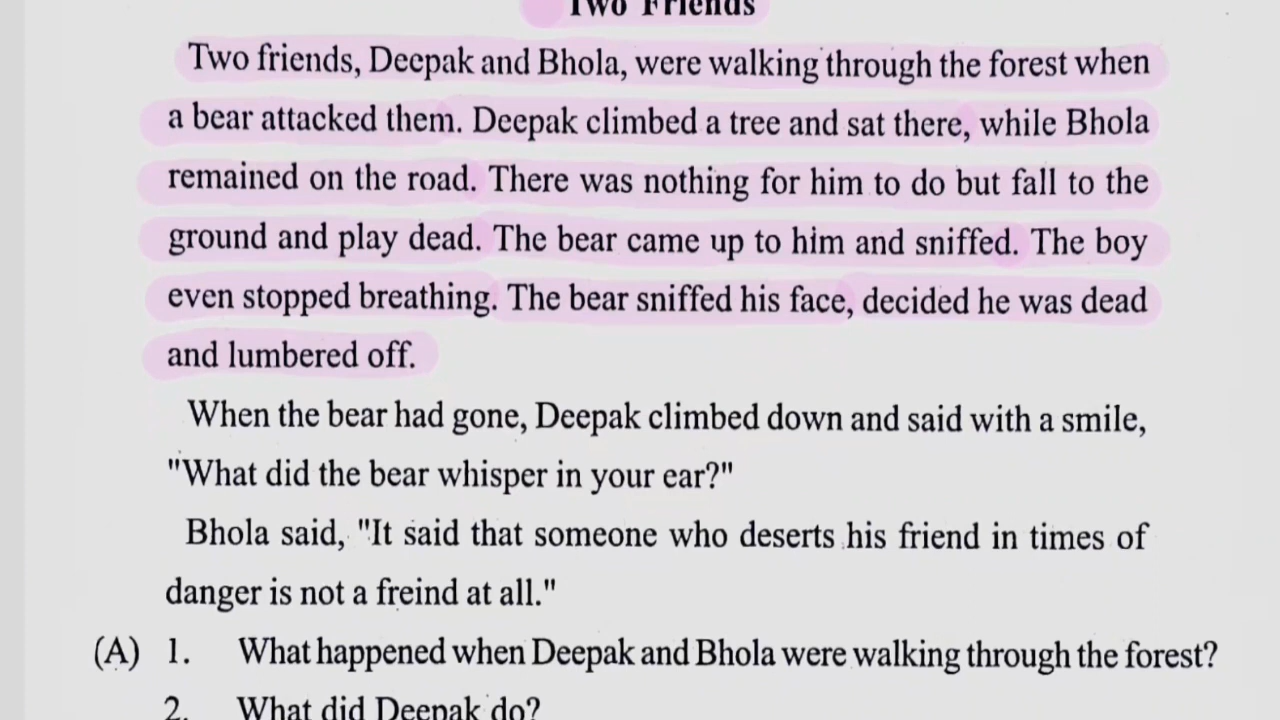 Two Friends
Two friends, Deepak and Bhola, were walking through the forest when
a bear attacked them. Deepak climbed a tree and sat there, while Bhola
remained on the road. There was nothing for him to do but fall to the
ground and play dead. The bear came up to him and sniffed. The boy
even stopped breathing. The bear sniffed his face, decided he was dead
and lumbered off.
When the bear had gone, Deepak climbed down and said with a smile,
"What did the bear whisper in your ear?"
Bhola said, "It said that someone who deserts his friend in times of
danger is not a freind at all."
(A) 1. What happened when Deepak and Bhola were walking through the forest?
2. What did Deepak do?